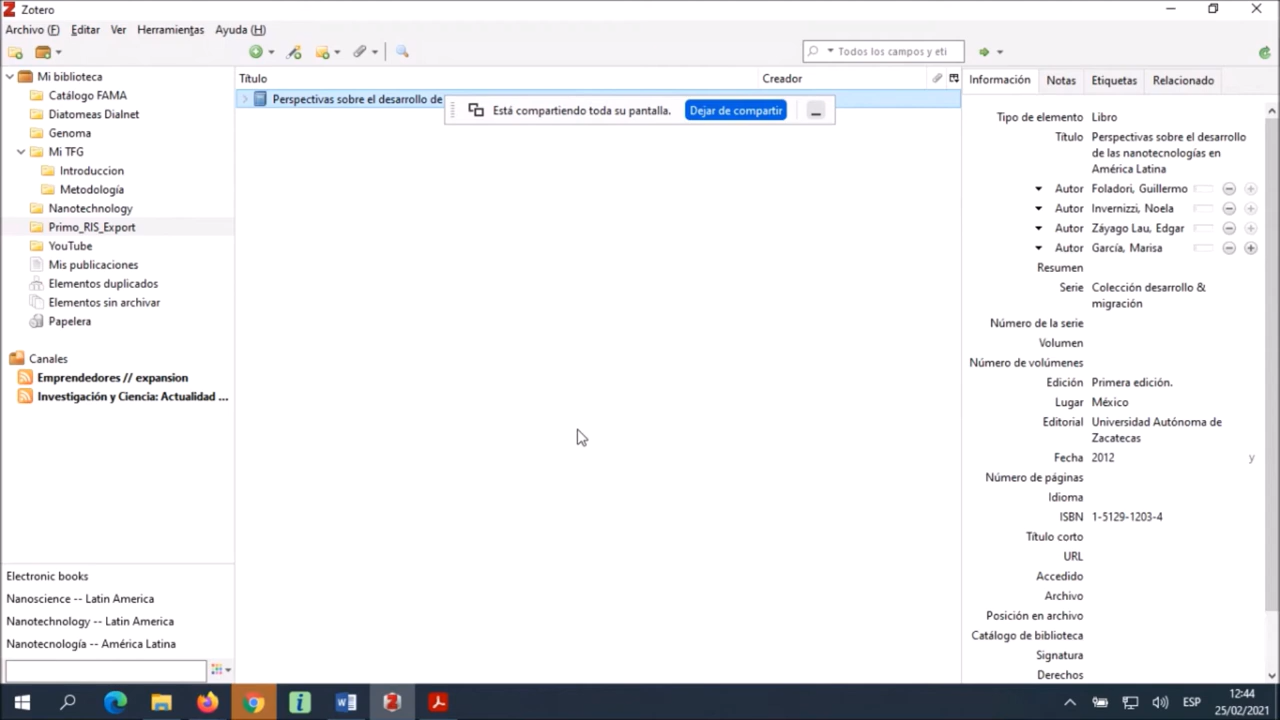 Zotero
Archivo (F) Editar Ver Herramientas Ayuda (H)
Todos los campos y eti
Mi biblioteca
Catálogo FAMA
Diatomeas Dialnet
Genoma
Mi TFG
Introduccion
Metodología
Nanotechnology
Primo_RIS_Export
YouTube
Mis publicaciones
Elementos duplicados
Elementos sin archivar
Papelera
Canales
Emprendedores // expansion
Investigación y Ciencia: Actualidad ...
Electronic books
Nanoscience -- Latin America
Nanotechnology -- Latin America
Nanotecnología -- América Latina
Título Creador
Perspectivas sobre el desarrollo de
Está compartiendo toda su pantalla. Dejar de compartir
Información Notas Etiquetas Relacionado
Tipo de elemento Libro
Título Perspectivas sobre el desarrollo
de las nanotecnologías en
América Latina
Autor Foladori, Guillermo
Autor Invernizzi, Noela
Autor Záyago Lau, Edgar
Autor García, Marisa
Resumen
Serie Colección desarrollo &
migración
Número de la serie
Volumen
Número de volúmenes
Edición Primera edición.
Lugar México
Editorial Universidad Autónoma de
Zacatecas
Fecha 2012 y
Número de páginas
Idioma
ISBN 1-5129-1203-4
Título corto
URL
Accedido
Archivo
Posición en archivo
Catálogo de biblioteca
Signatura
Derechos
ESP
12:44
25/02/2021